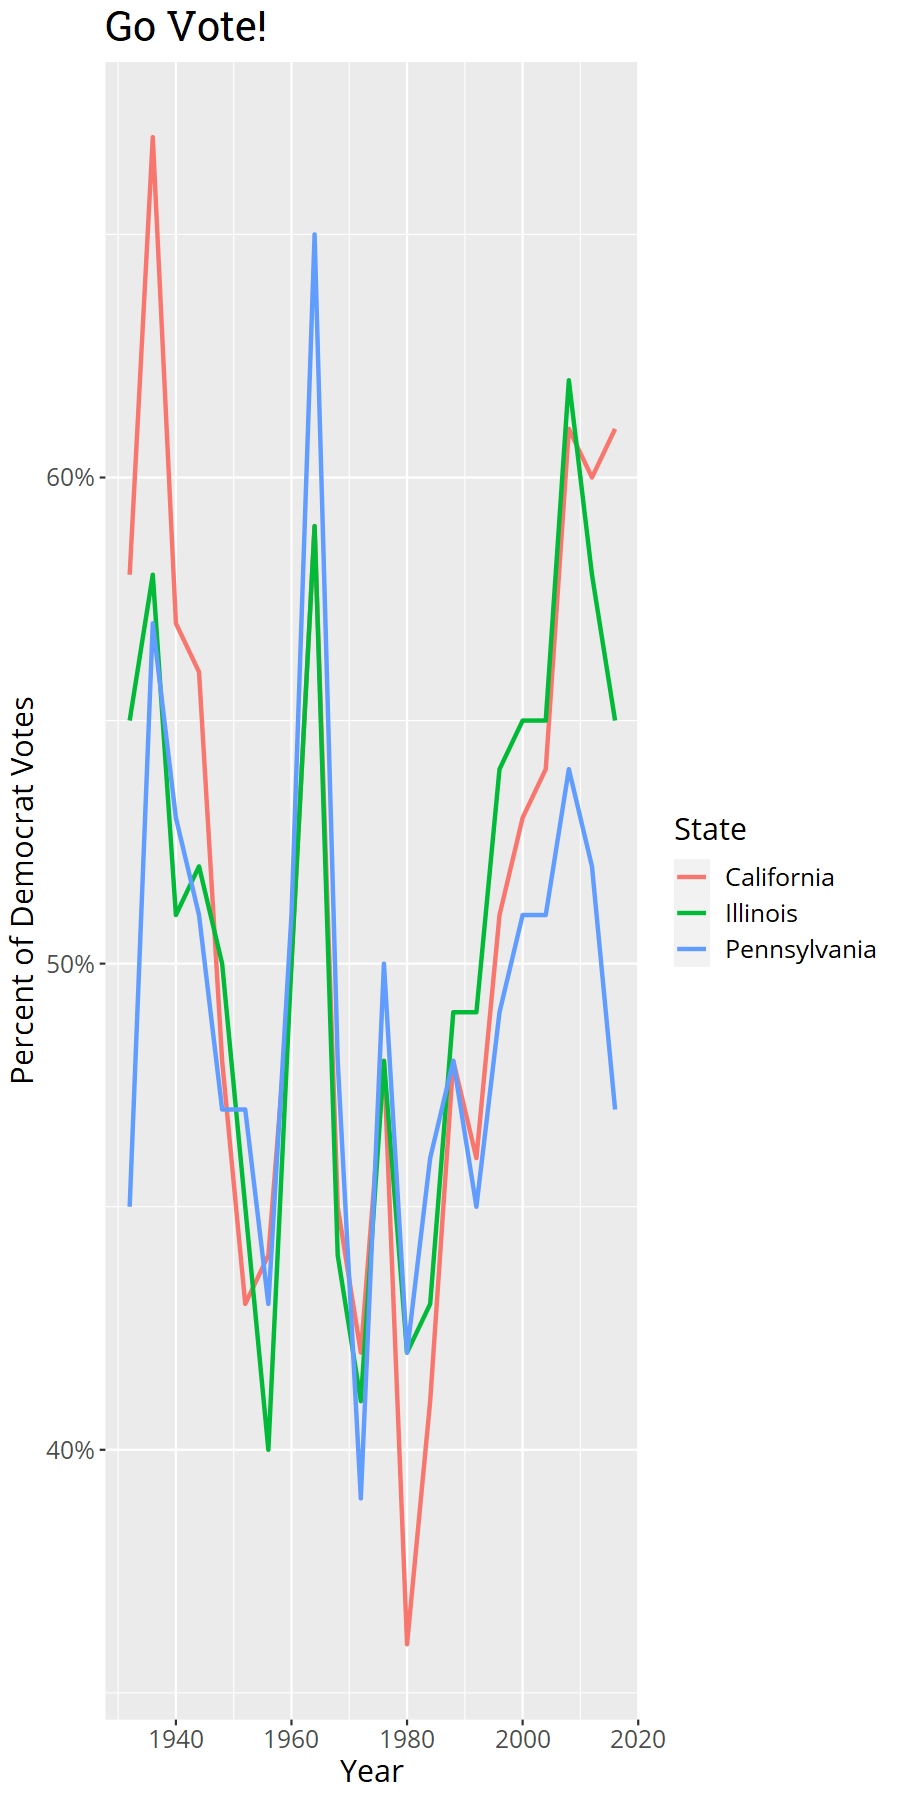 Go Vote!
60%
50%
40%
Percent of Democrat Votes
1940 1960 1980 2000 2020
Year
State
California
Illinois
Pennsylvania